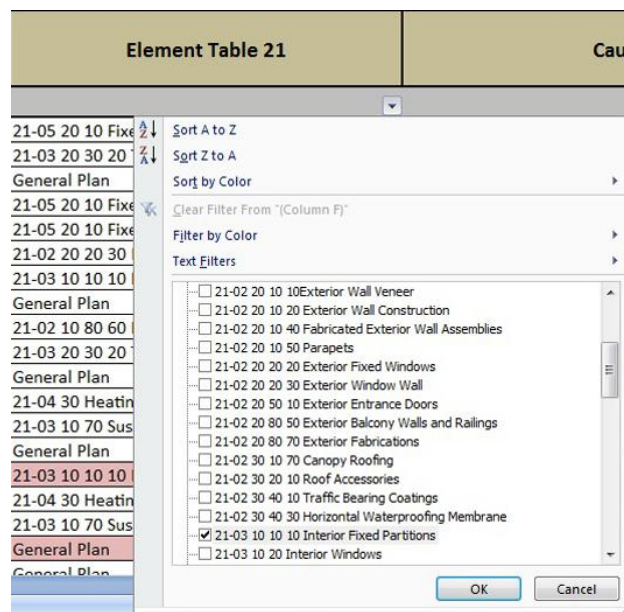 Element Table 21
Cau
21-05 20 10 Fixe
21-03 20 30 20
General Plan
21-05 20 10 Fixe
21-05 20 10 Fixe
21-02 20 20 30
21-03 10 10 10
General Plan
21-02 10 80 60
21-03 20 30 20
General Plan
21-04 30 Heatin
21-03 10 70 Sus
General Plan
21-03 10 10 10
21-04 30 Heatin
21-03 10 70 Sus
General Plan
General Plan
Sort A to Z
Sort Z to A
Sort by Color
Clear Filter From "(Column F)"
Filter by Color
Text Filters
21-02 20 10 10Exterior Wall Veneer
21-02 20 10 20 Exterior Wall Construction
21-02 20 10 40 Fabricated Exterior Wall Assemblies
21-02 20 10 50 Parapets
21-02 20 20 20 Exterior Fixed Windows
21-02 20 20 30 Exterior Window Wall
21-02 20 50 10 Exterior Entrance Doors
21-02 20 80 50 Exterior Balcony Walls and Railings
21-02 20 80 70 Exterior Fabrications
21-02 30 10 70 Canopy Roofing
21-02 30 20 10 Roof Accessories
21-02 30 40 10 Traffic Bearing Coatings
21-02 30 40 30 Horizontal Waterproofing Membrane
21-03 10 10 10 Interior Fixed Partitions
21-03 10 20 Interior Windows
OK
Cancel